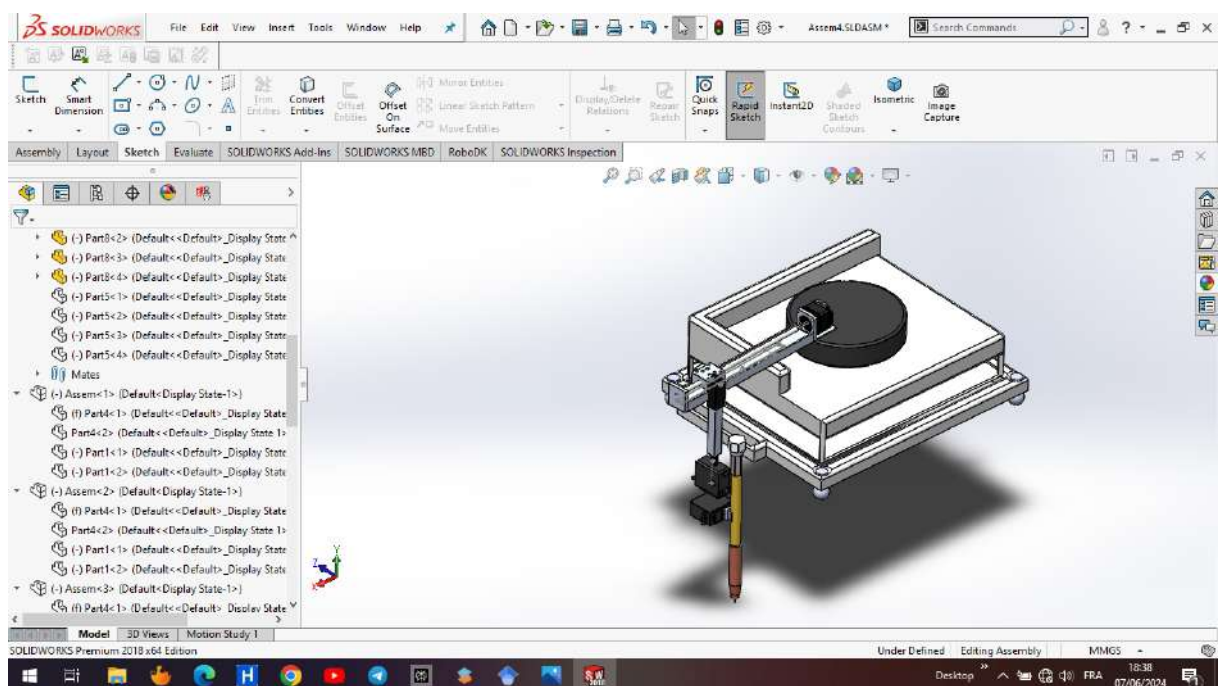 SOLIDWORKS File Edit View Insert Tools Window Help Assem4.SLDASM * Search Commands ?
Sketch Smart Dimension Trim Entities Convert Entities Offset Entities Offset On Surface Mirror Entities Linear Sketch Pattern Move Entities Display/Delete Relations Repair Sketch Quick Snaps Rapid Sketch Instant2D Shaded Sketch Contours Isometric Image Capture
Assembly Layout Sketch Evaluate SOLIDWORKS Add-Ins SOLIDWORKS MBD RoboDK SOLIDWORKS Inspection
(-) Part8<2> (Default<<Default>_Display State
(-) Part8<3> (Default<<Default>_Display State
(-) Part8<4> (Default<<Default>_Display State
(-) Part5<1> (Default<<Default>_Display State
(-) Part5<2> (Default<<Default>_Display State
(-) Part5<3> (Default<<Default>_Display State
(-) Part5<4> (Default<<Default>_Display State
Mates
(-) Assem<1> (Default<Display State-1>)
(f) Part4<1> (Default<<Default>_Display State
Part4<2> (Default<<Default>_Display State 1>
(-) Part1<1> (Default<<Default>_Display State
(-) Part1<2> (Default<<Default>_Display State
(-) Assem<2> (Default<Display State-1>)
(f) Part4<1> (Default<<Default>_Display State
Part4<2> (Default<<Default>_Display State 1>
(-) Part1<1> (Default<<Default>_Display State
(-) Part1<2> (Default<<Default>_Display State
(-) Assem<3> (Default<Display State-1>)
(f) Part4<1> (Default<<Default>_Display State
Y
Z
X
Model 3D Views Motion Study 1
SOLIDWORKS Premium 2018 x64 Edition Under Defined Editing Assembly MMGS
Desktop FRA 18:38
07/06/2024